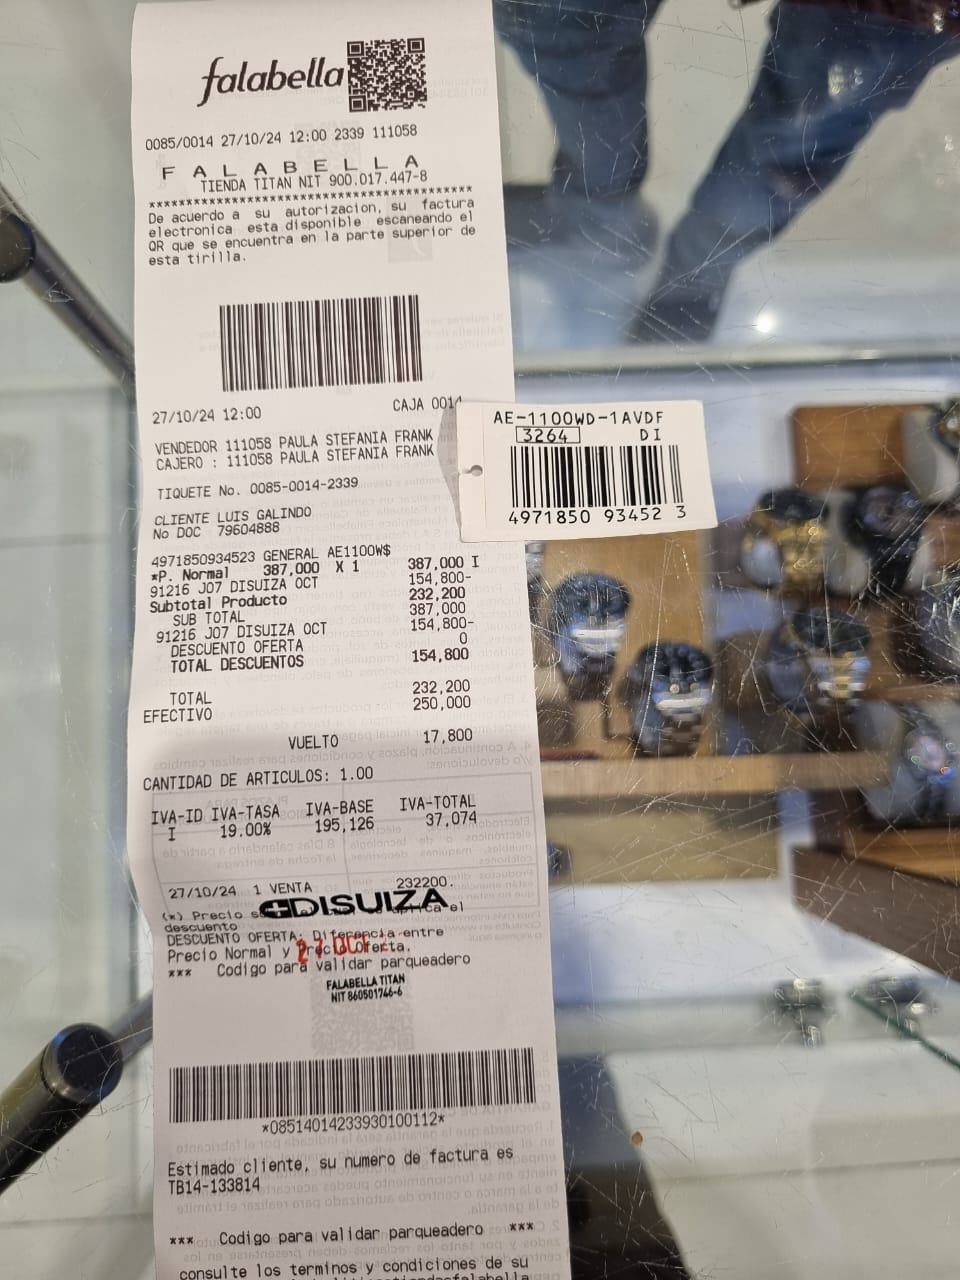 falabella
0085/0014 27/10/24 12:00 2339 111058
F A L A B E L L A
TIENDA TITAN NIT 900.017.447-8
****************************************
De acuerdo a su autorizacion, su factura
electronica esta disponible escaneando el
QR que se encuentra en la parte superior de
esta tirilla.
27/10/24 12:00 CAJA 0014
VENDEDOR 111058 PAULA STEFANIA FRANK
CAJERO : 111058 PAULA STEFANIA FRANK
TIQUETE No. 0085-0014-2339
CLIENTE LUIS GALINDO
No DOC 79604888
4971850934523 GENERAL AE1100W$
*P. Normal 387,000 X 1 387,000 I
91216 J07 DISUIZA OCT 154,800-
Subtotal Producto 232,200
SUB TOTAL 387,000
91216 J07 DISUIZA OCT 154,800-
DESCUENTO OFERTA 0
TOTAL DESCUENTOS 154,800
TOTAL 232,200
EFECTIVO 250,000
VUELTO 17,800
CANTIDAD DE ARTICULOS: 1.00
IVA-ID IVA-TASA IVA-BASE IVA-TOTAL
I 19.00% 195,126 37,074
27/10/24 1 VENTA 232200.
DISUIZA
(*) Precio el
descuento
DESCUENTO OFERTA: Diferencia entre
Precio Normal y Precio Oferta.
27 OCT
*** Codigo para validar parqueadero
FALABELLA TITAN
NIT 860501746-6
*08514014233930100112*
Estimado cliente, su numero de factura es
TB14-133814
*** Codigo para validar parqueadero ***
consulte los terminos y condiciones de su
AE-1100WD-1AVDF
3264 DI
4971850 93452 3